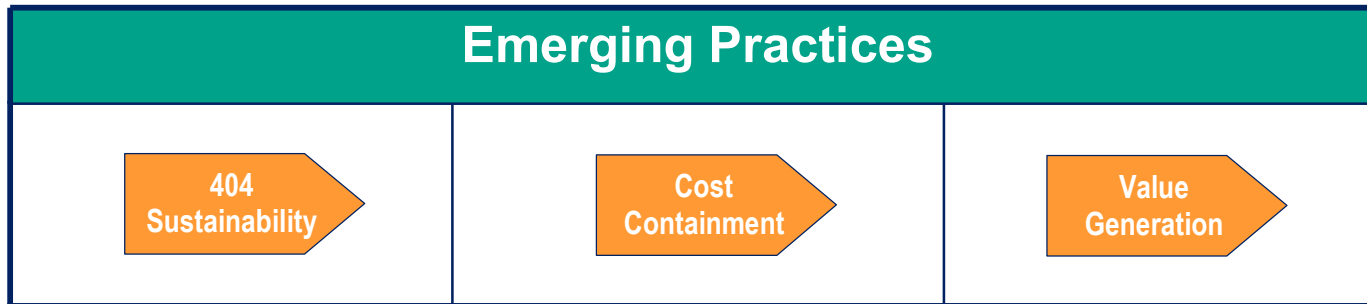 Emerging Practices
404
Sustainability
Cost
Containment
Value
Generation